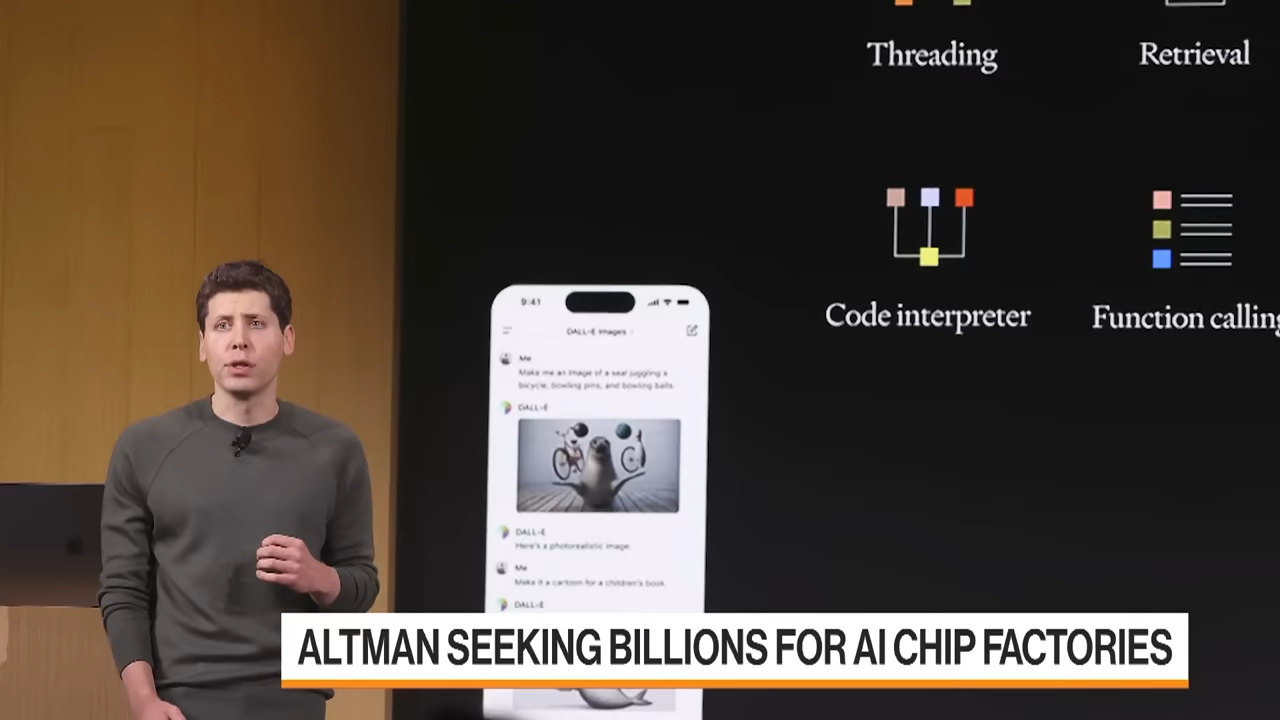 Threading
Retrieval
Code interpreter
Function calling
9:41
DALL-E Images
Me
Make me an image of a seal juggling a
bicycle, bowling pins, and bowling balls.
DALL-E
DALL-E
Here's a photorealistic image.
Me
Make it a cartoon for a children's book.
DALL-E
ALTMAN SEEKING BILLIONS FOR AI CHIP FACTORIES